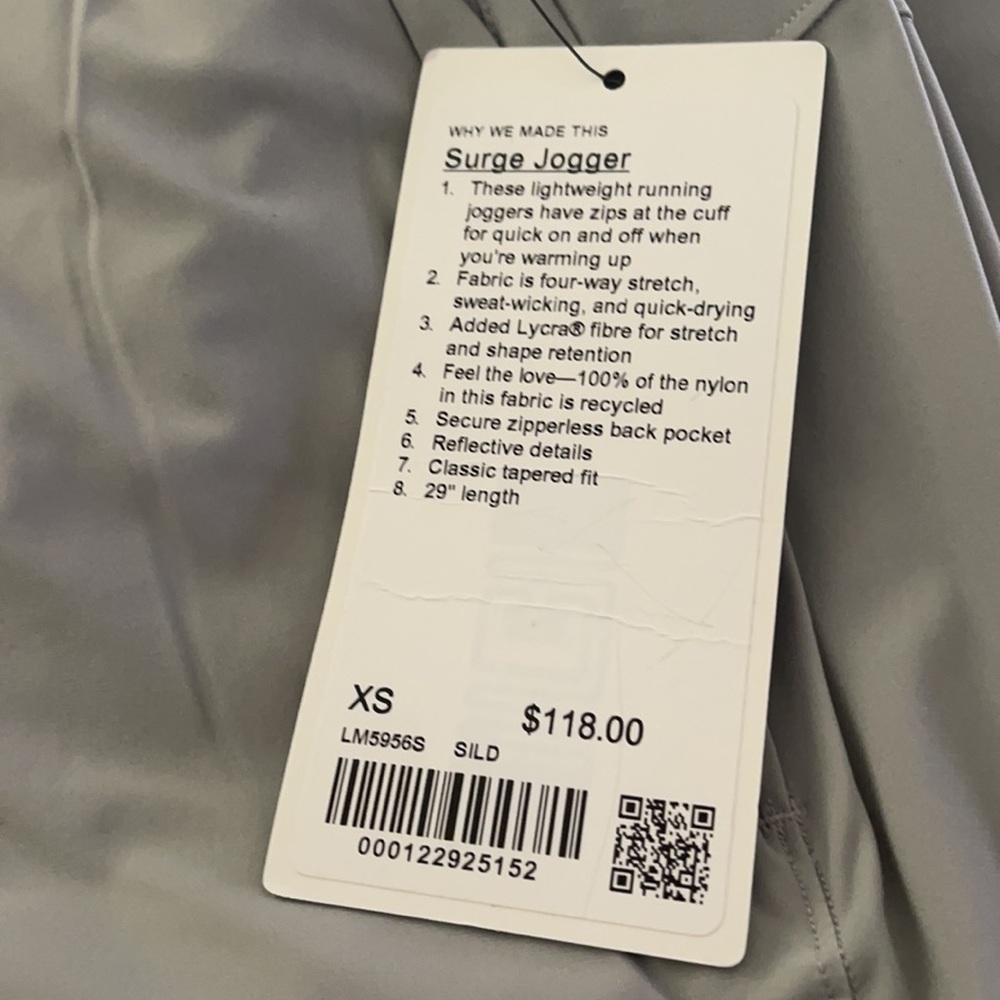 WHY WE MADE THIS
Surge Jogger
1. These lightweight running
joggers have zips at the cuff
for quick on and off when
you're warming up
2. Fabric is four-way stretch,
sweat-wicking, and quick-drying
3. Added Lycra® fibre for stretch
and shape retention
4. Feel the love—100% of the nylon
in this fabric is recycled
5. Secure zipperless back pocket
6. Reflective details
7. Classic tapered fit
8. 29" length
XS $118.00
LM5956S SILD
000122925152